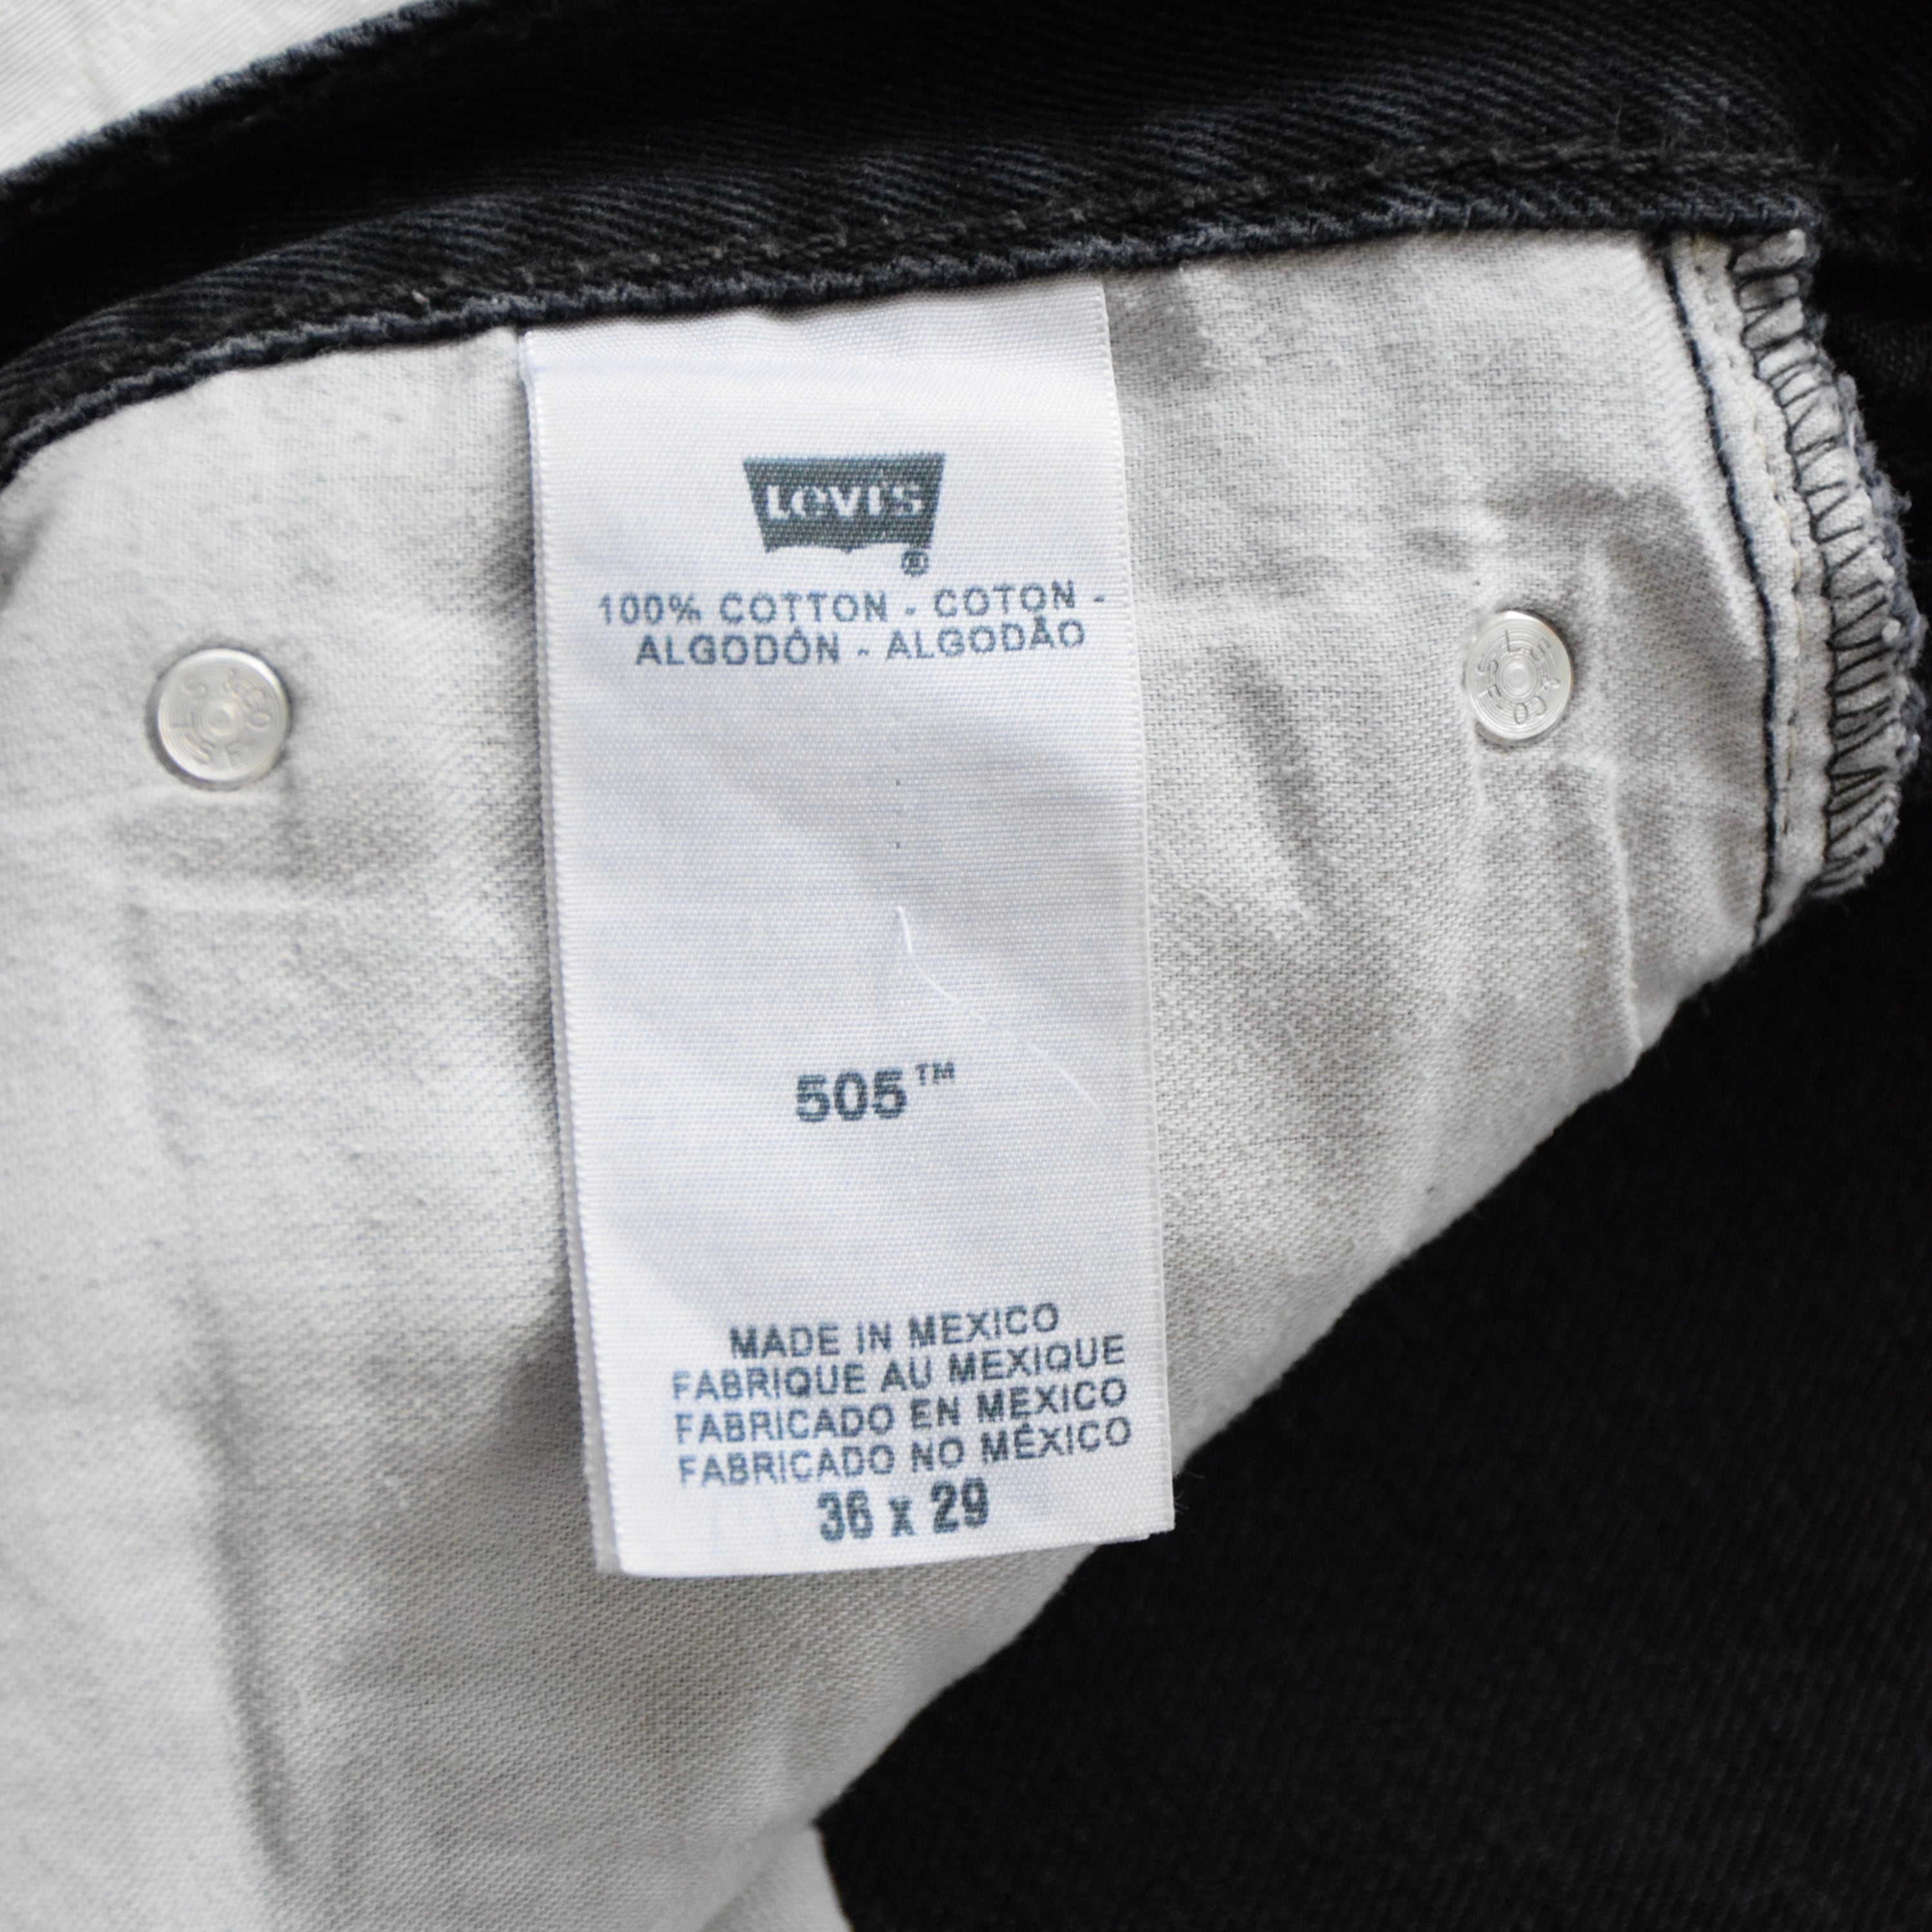 Levi's
®
100% COTTON - COTON -
ALGODÓN - ALGODÃO
505™
MADE IN MEXICO
FABRIQUE AU MEXIQUE
FABRICADO EN MEXICO
FABRICADO NO MÉXICO
36 x 29